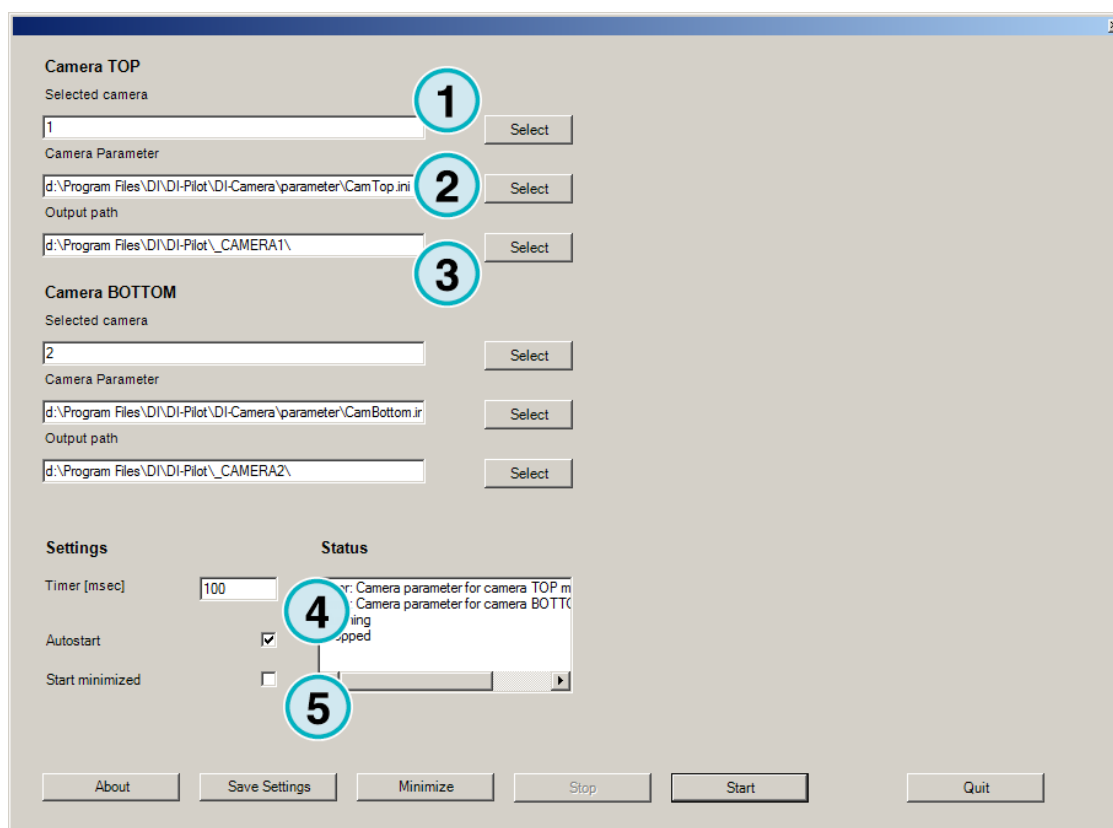 Camera TOP
Selected camera
1
1 Select
Camera Parameter
d:\Program Files\DI\DI-Pilot\DI-Camera\parameter\CamTop.ini 2 Select
Output path
d:\Program Files\DI\DI-Pilot\_CAMERA1\ Select
3
Camera BOTTOM
Selected camera
2 Select
Camera Parameter
d:\Program Files\DI\DI-Pilot\DI-Camera\parameter\CamBottom.ir Select
Output path
d:\Program Files\DI\DI-Pilot\_CAMERA2\ Select
Settings Status
Timer [msec] 100 Camera parameter for camera TOP m
4 Camera parameter for camera BOTTO
Autostart
Start minimized
5
About Save Settings Minimize Stop Start Quit